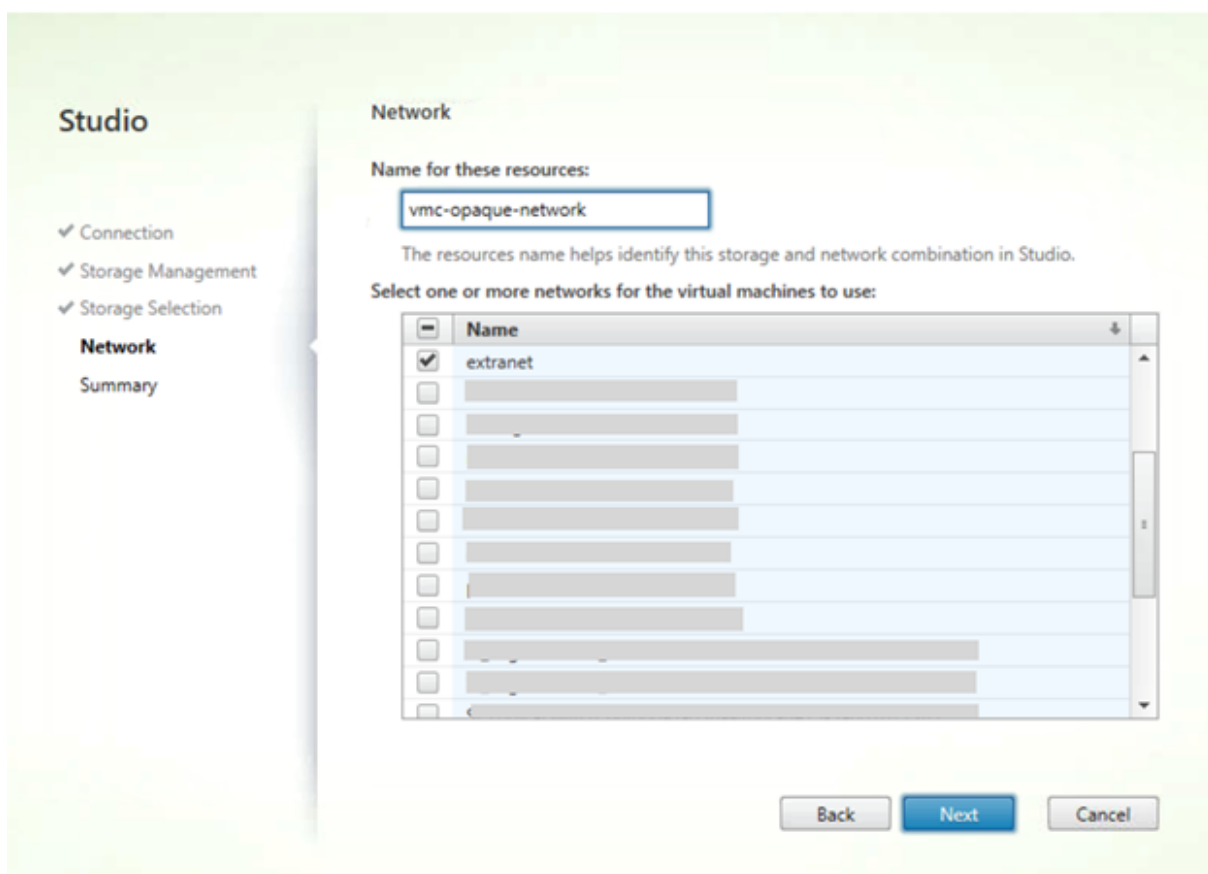 Studio
Connection
Storage Management
Storage Selection
Network
Summary
Network
Name for these resources:
vmc-opaque-network
The resources name helps identify this storage and network combination in Studio.
Select one or more networks for the virtual machines to use:
Name
extranet
Back
Next
Cancel